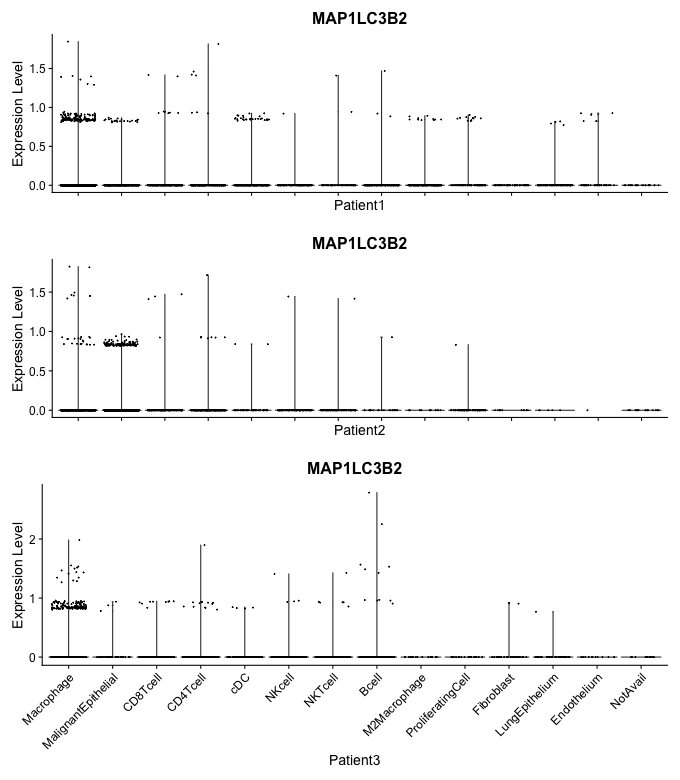 MAP1LC3B2
Expression Level
1.5
1.0
0.5
0.0
Patient1
MAP1LC3B2
Expression Level
1.5
1.0
0.5
0.0
Patient2
MAP1LC3B2
Expression Level
2
1
0
Macrophage
MalignantEpithelial
CD8Tcell
CD4Tcell
cDC
NKcell
NKTcell
Bcell
M2Macrophage
ProliferatingCell
Fibroblast
LungEpithelium
Endothelium
NotAvail
Patient3